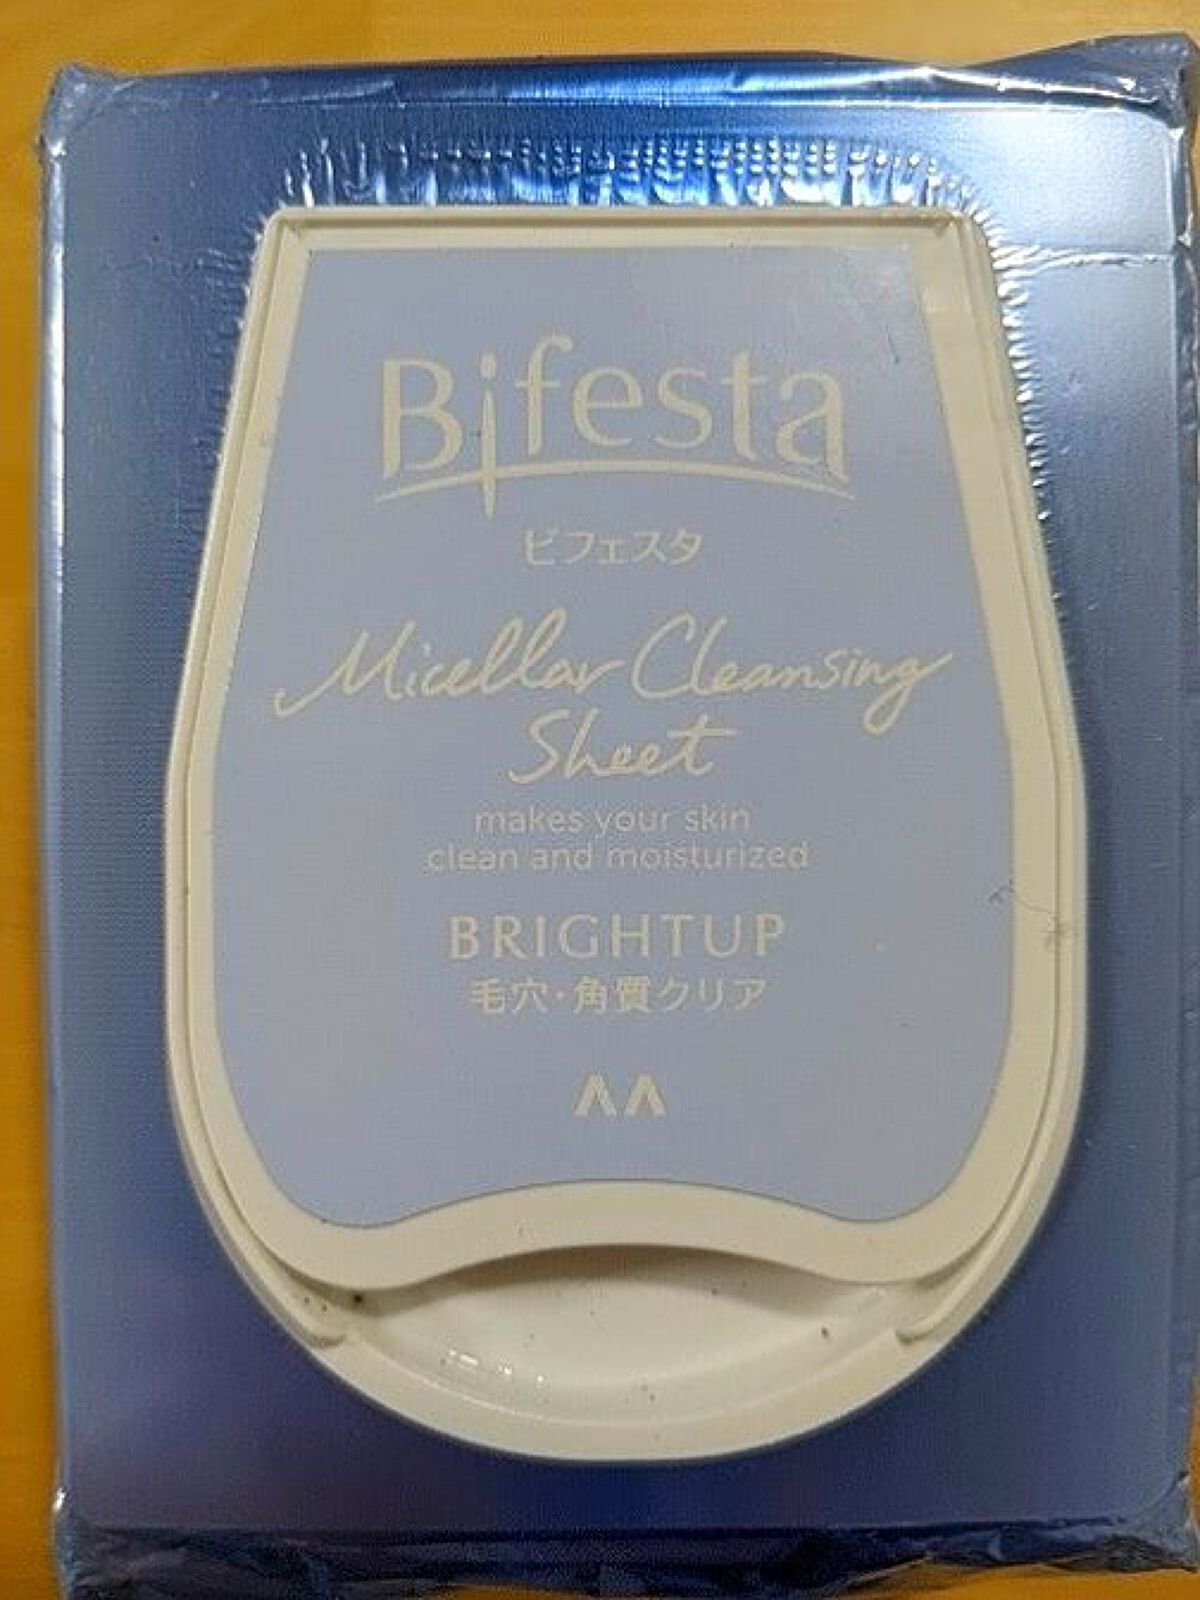 Bifesta
ビフェスタ
Micellar Cleansing
Sheet
makes your skin
clean and moisturized
BRIGHTUP
毛穴・角質クリア